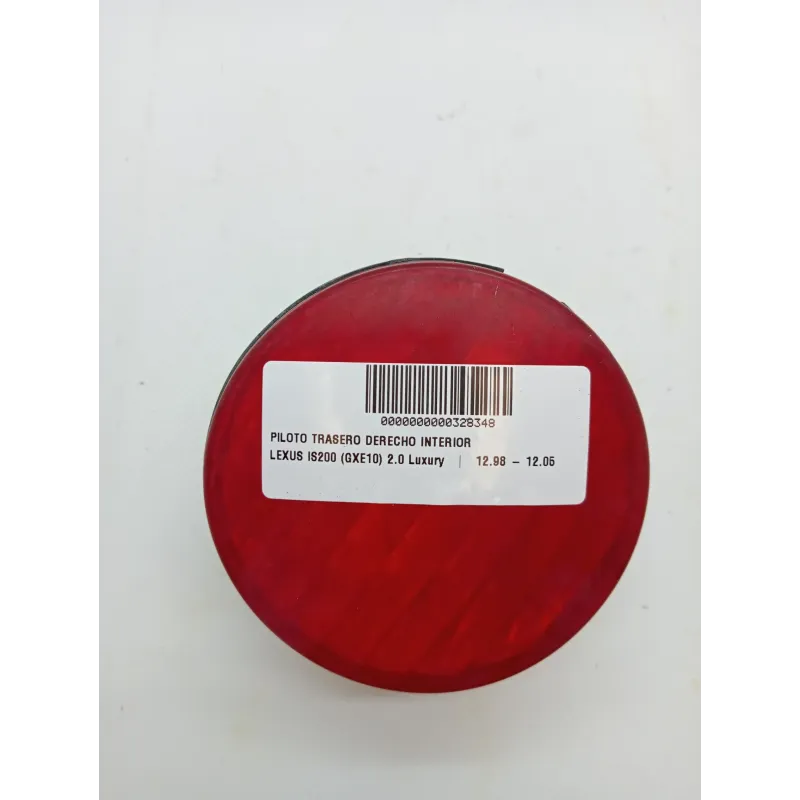 0000000000328348
PILOTO TRASERO DERECHO INTERIOR
LEXUS IS200 (GXE10) 2.0 Luxury | 12.98 – 12.05